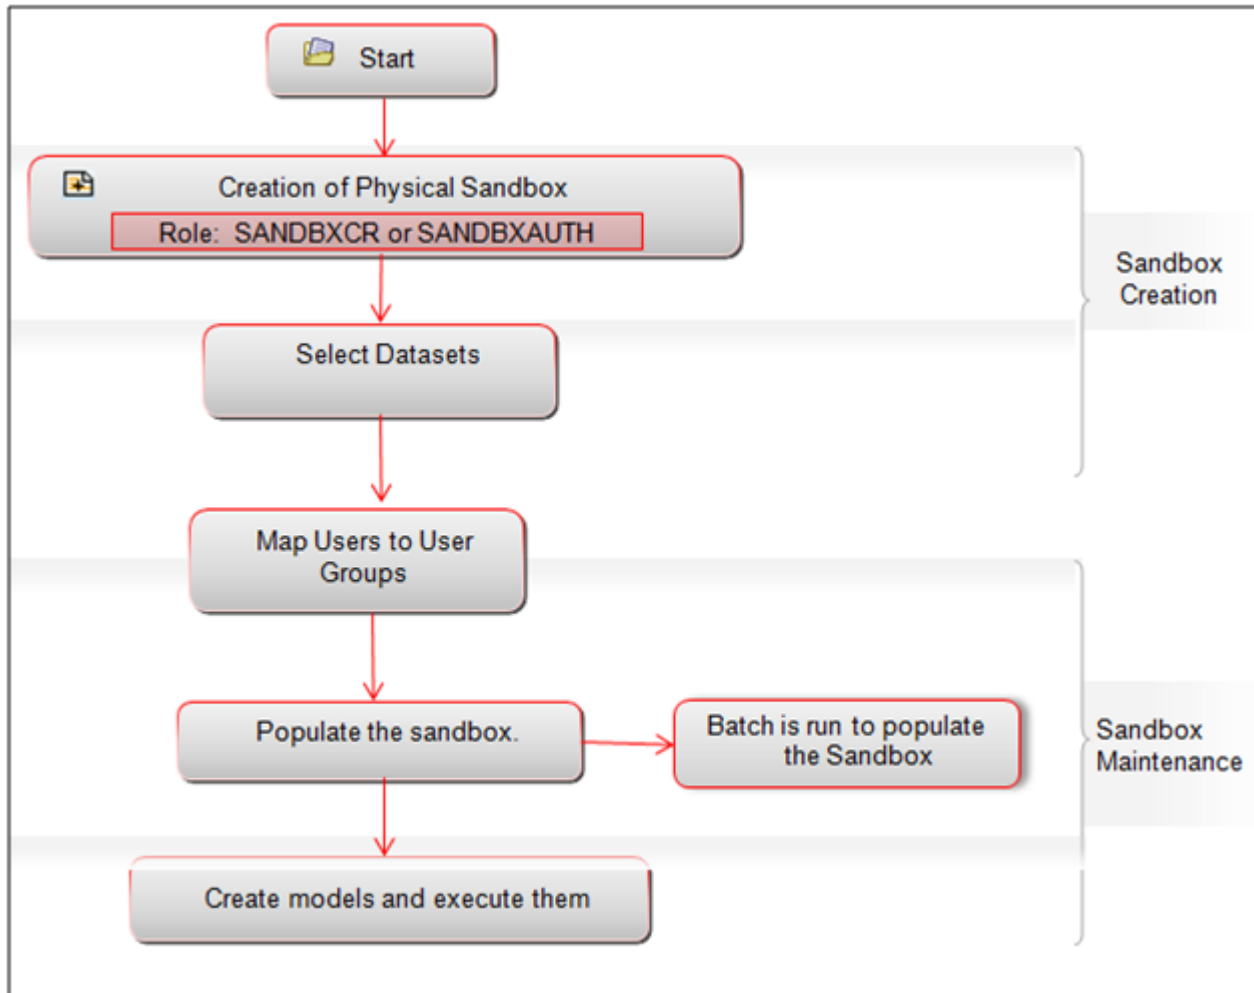 Start
Creation of Physical Sandbox
Role: SANDBXCR or SANDBXAUTH
Sandbox
Creation
Select Datasets
Map Users to User
Groups
Populate the sandbox.
Batch is run to populate
the Sandbox
Sandbox
Maintenance
Create models and execute them